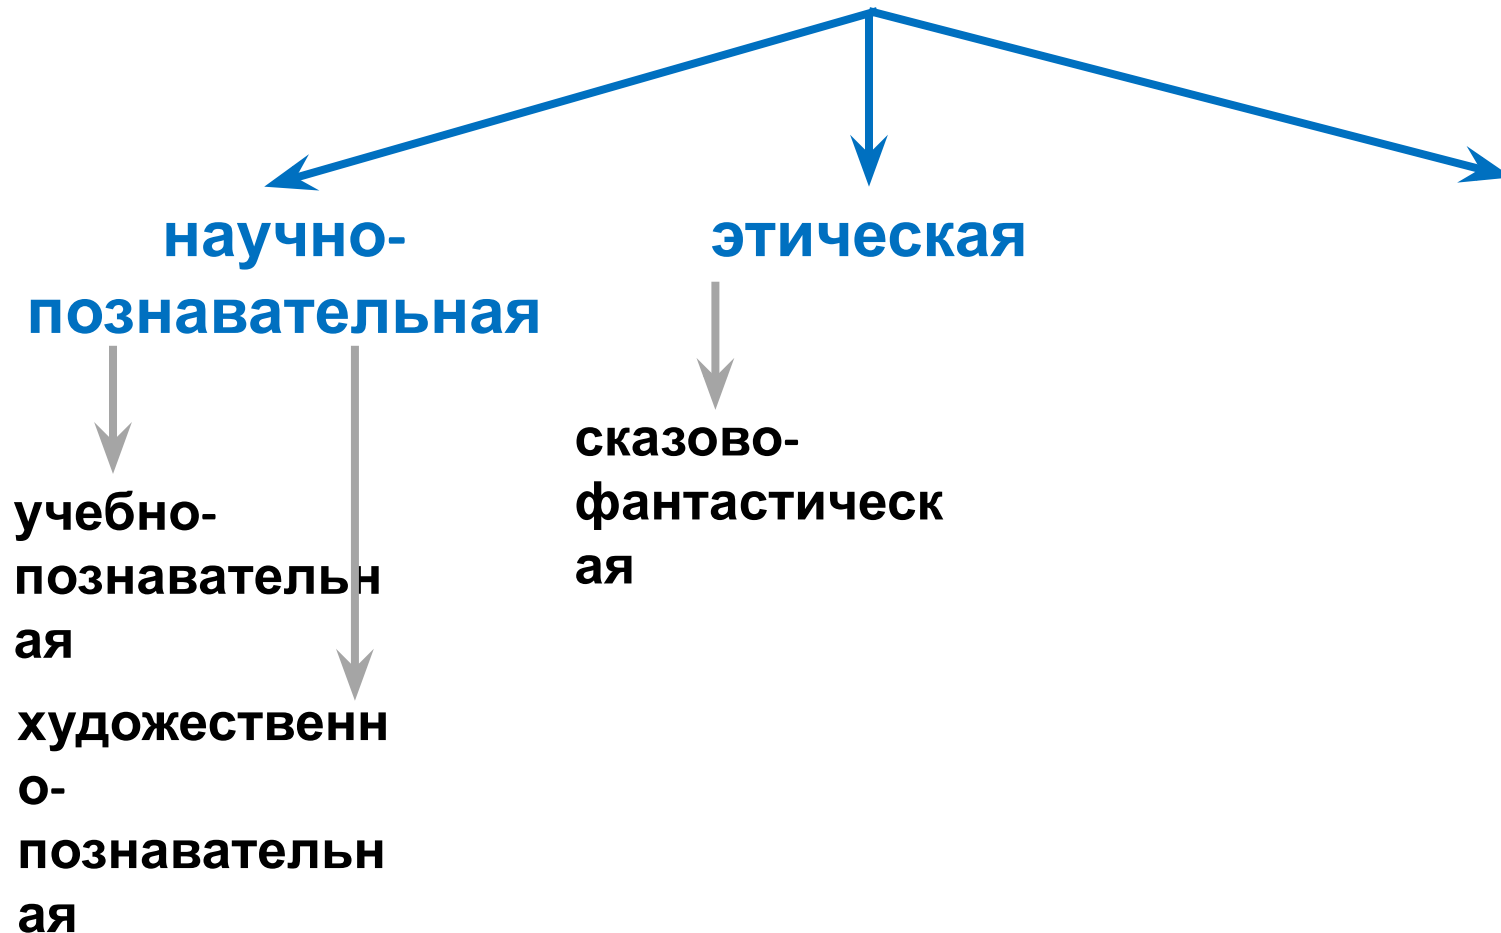 научно-
познавательная
этическая
учебно-
познавательн
ая
художественн
о-
познавательн
ая
сказово-
фантастическ
ая